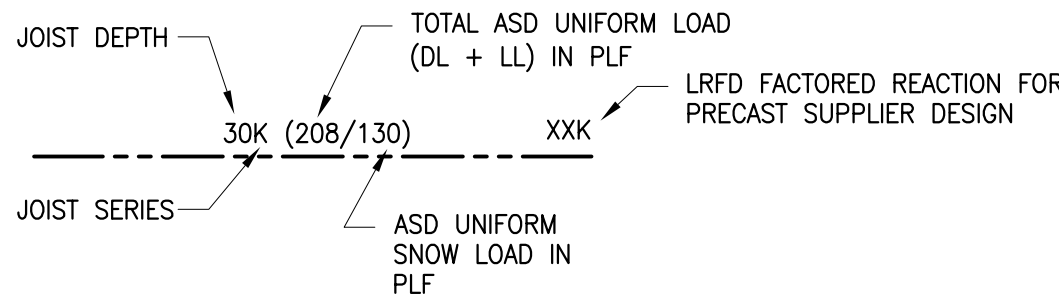 JOIST DEPTH
TOTAL ASD UNIFORM LOAD
(DL + LL) IN PLF
LRFD FACTORED REACTION FOR
PRECAST SUPPLIER DESIGN
30K (208/130)
XXK
JOIST SERIES
ASD UNIFORM
SNOW LOAD IN
PLF